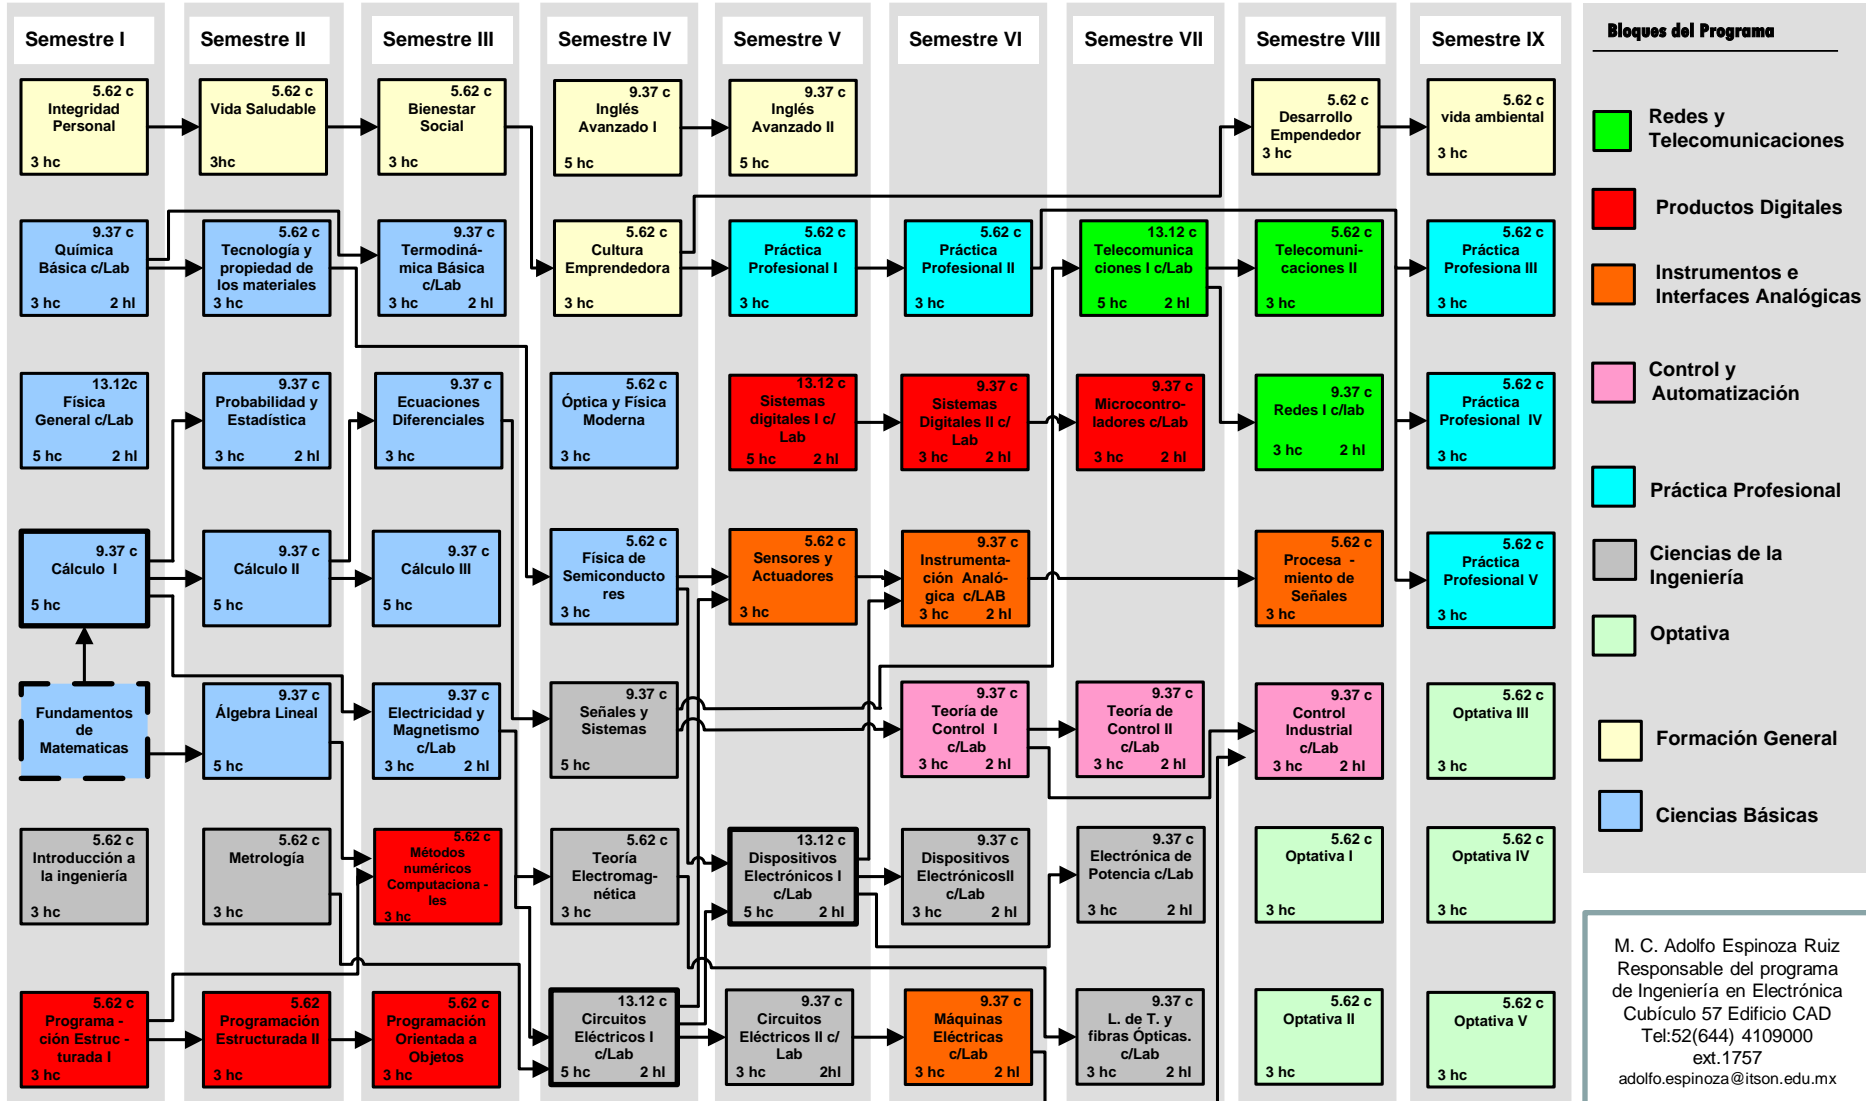 Semestre I
Semestre II
Semestre III
Semestre IV
Semestre V
Semestre VI
Semestre VII
Semestre VIII
Semestre IX
Bloques del Programa
5.62 c
Integridad
Personal
3 hc
5.62 c
Vida Saludable
3hc
5.62 c
Bienestar
Social
3 hc
9.37 c
Inglés
Avanzado I
5 hc
9.37 c
Inglés
Avanzado II
5 hc
5.62 c
Desarrollo
Empendedor
3 hc
5.62 c
vida ambiental
3 hc
9.37 c
Química
Básica c/Lab
3 hc 2 hl
5.62 c
Tecnología y
propiedad de
los materiales
3 hc
9.37 c
Termodiná-
mica Básica
c/Lab
3 hc 2 hl
5.62 c
Cultura
Emprendedora
3 hc
5.62 c
Práctica
Profesional I
3 hc
5.62 c
Práctica
Profesional II
3 hc
13.12 c
Telecomunica
ciones I c/Lab
5 hc 2 hl
5.62 c
Telecomuni-
caciones II
3 hc
5.62 c
Práctica
Profesiona III
3 hc
13.12c
Física
General c/Lab
5 hc 2 hl
9.37 c
Probabilidad y
Estadística
3 hc 2 hl
9.37 c
Ecuaciones
Diferenciales
3 hc
5.62 c
Óptica y Física
Moderna
3 hc
13.12 c
Sistemas
digitales I c/
Lab
5 hc 2 hl
9.37 c
Sistemas
Digitales II c/
Lab
3 hc 2 hl
9.37 c
Microcontro-
ladores c/Lab
3 hc 2 hl
9.37 c
Redes I c/lab
3 hc 2 hl
5.62 c
Práctica
Profesional IV
3 hc
9.37 c
Cálculo I
5 hc
9.37 c
Cálculo II
5 hc
9.37 c
Cálculo III
5 hc
5.62 c
Física de
Semiconducto
res
3 hc
5.62 c
Sensores y
Actuadores
3 hc
9.37 c
Instrumenta-
ción Analó-
gica c/LAB
3 hc 2 hl
5.62 c
Procesa -
miento de
Señales
3 hc
5.62 c
Práctica
Profesional V
3 hc
Fundamentos
de
Matematicas
9.37 c
Álgebra Lineal
5 hc
9.37 c
Electricidad y
Magnetismo
c/Lab
3 hc 2 hl
9.37 c
Señales y
Sistemas
5 hc
9.37 c
Teoría de
Control I
c/Lab
3 hc 2 hl
9.37 c
Teoría de
Control II
c/Lab
3 hc 2 hl
9.37 c
Control
Industrial
c/Lab
3 hc 2 hl
5.62 c
Optativa III
3 hc
5.62 c
Introducción a
la ingeniería
3 hc
5.62 c
Metrología
3 hc
5.62 c
Métodos
numéricos
Computaciona -
les
3 hc
5.62 c
Teoría
Electromag-
nética
3 hc
13.12 c
Dispositivos
Electrónicos I
c/Lab
5 hc 2 hl
9.37 c
Dispositivos
ElectrónicosII
c/Lab
3 hc 2 hl
9.37 c
Electrónica de
Potencia c/Lab
3 hc 2 hl
5.62 c
Optativa I
3 hc
5.62 c
Optativa IV
3 hc
5.62 c
Programa -
ción Estruc -
turada I
3 hc
5.62
Programación
Estructurada II
3 hc
5.62 c
Programación
Orientada a
Objetos
3 hc
13.12 c
Circuitos
Eléctricos I
c/Lab
5 hc 2 hl
9.37 c
Circuitos
Eléctricos II c/
Lab
3 hc 2hl
9.37 c
Máquinas
Eléctricas
c/Lab
3 hc 2 hl
9.37 c
L. de T. y
fibras Ópticas.
c/Lab
3 hc 2 hl
5.62 c
Optativa II
3 hc
5.62 c
Optativa V
3 hc
Redes y
Telecomunicaciones
Productos Digitales
Instrumentos e
Interfaces Analógicas
Control y
Automatización
Práctica Profesional
Ciencias de la
Ingeniería
Optativa
Formación General
Ciencias Básicas
M. C. Adolfo Espinoza Ruiz
Responsable del programa
de Ingeniería en Electrónica
Cubículo 57 Edificio CAD
Tel:52(644) 4109000
ext.1757
adolfo.espinoza@itson.edu.mx